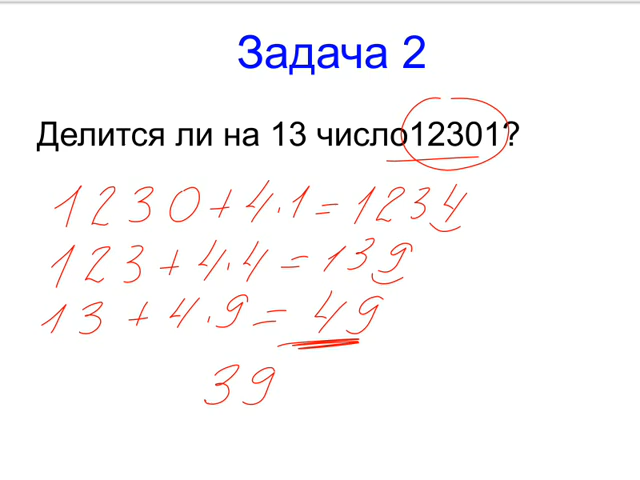 Задача 2
Делится ли на 13 число12301?
1230+4·1=1234
123+4·4=139
13+4·9=49
39